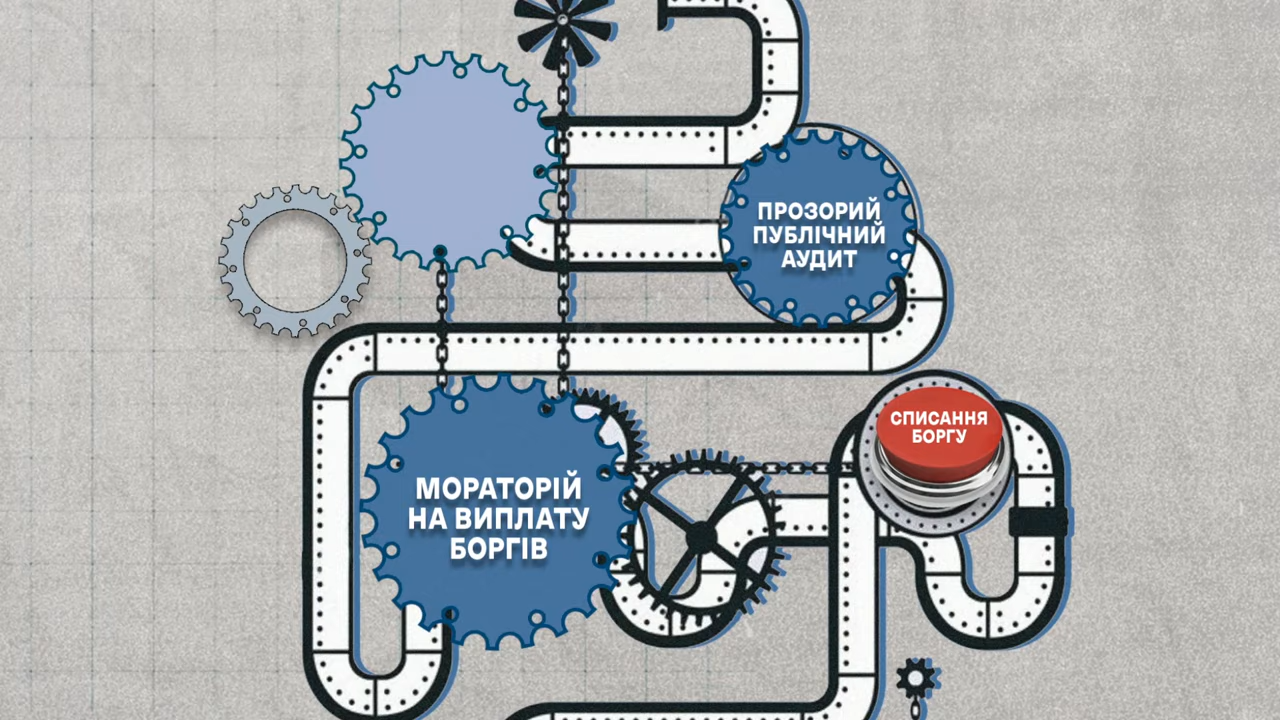 ПРОЗОРИЙ
ПУБЛІЧНИЙ
АУДИТ
СПИСАННЯ
БОРГУ
МОРАТОРІЙ
НА ВИПЛАТУ
БОРГІВ